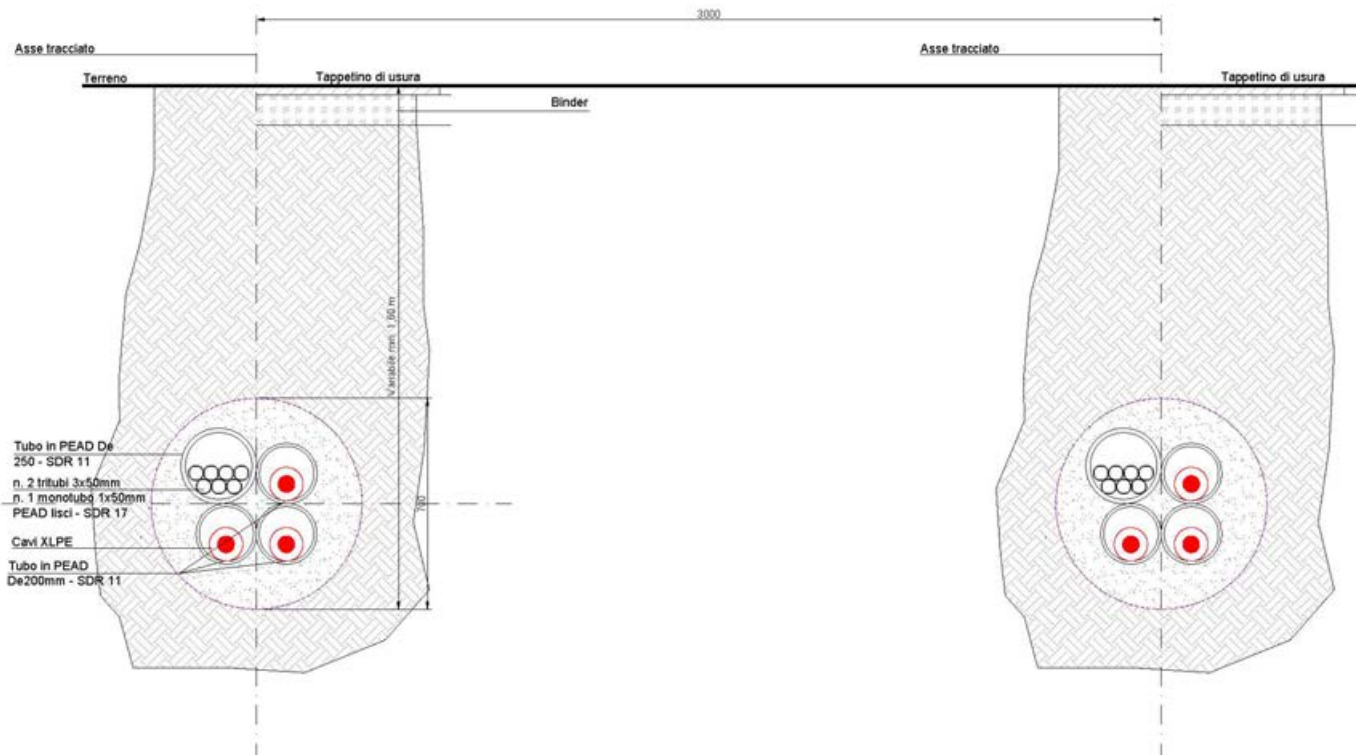 3000
Asse tracciato
Asse tracciato
Terreno
Tappetino di usura
Tappetino di usura
Binder
Variabile min. 1,60 m
Tubo in PEAD De
250 - SDR 11
n. 2 tritubi 3x50mm
n. 1 monotubo 1x50mm
PEAD lisci - SDR 17
700
Cavi XLPE
Tubo in PEAD
De200mm - SDR 11